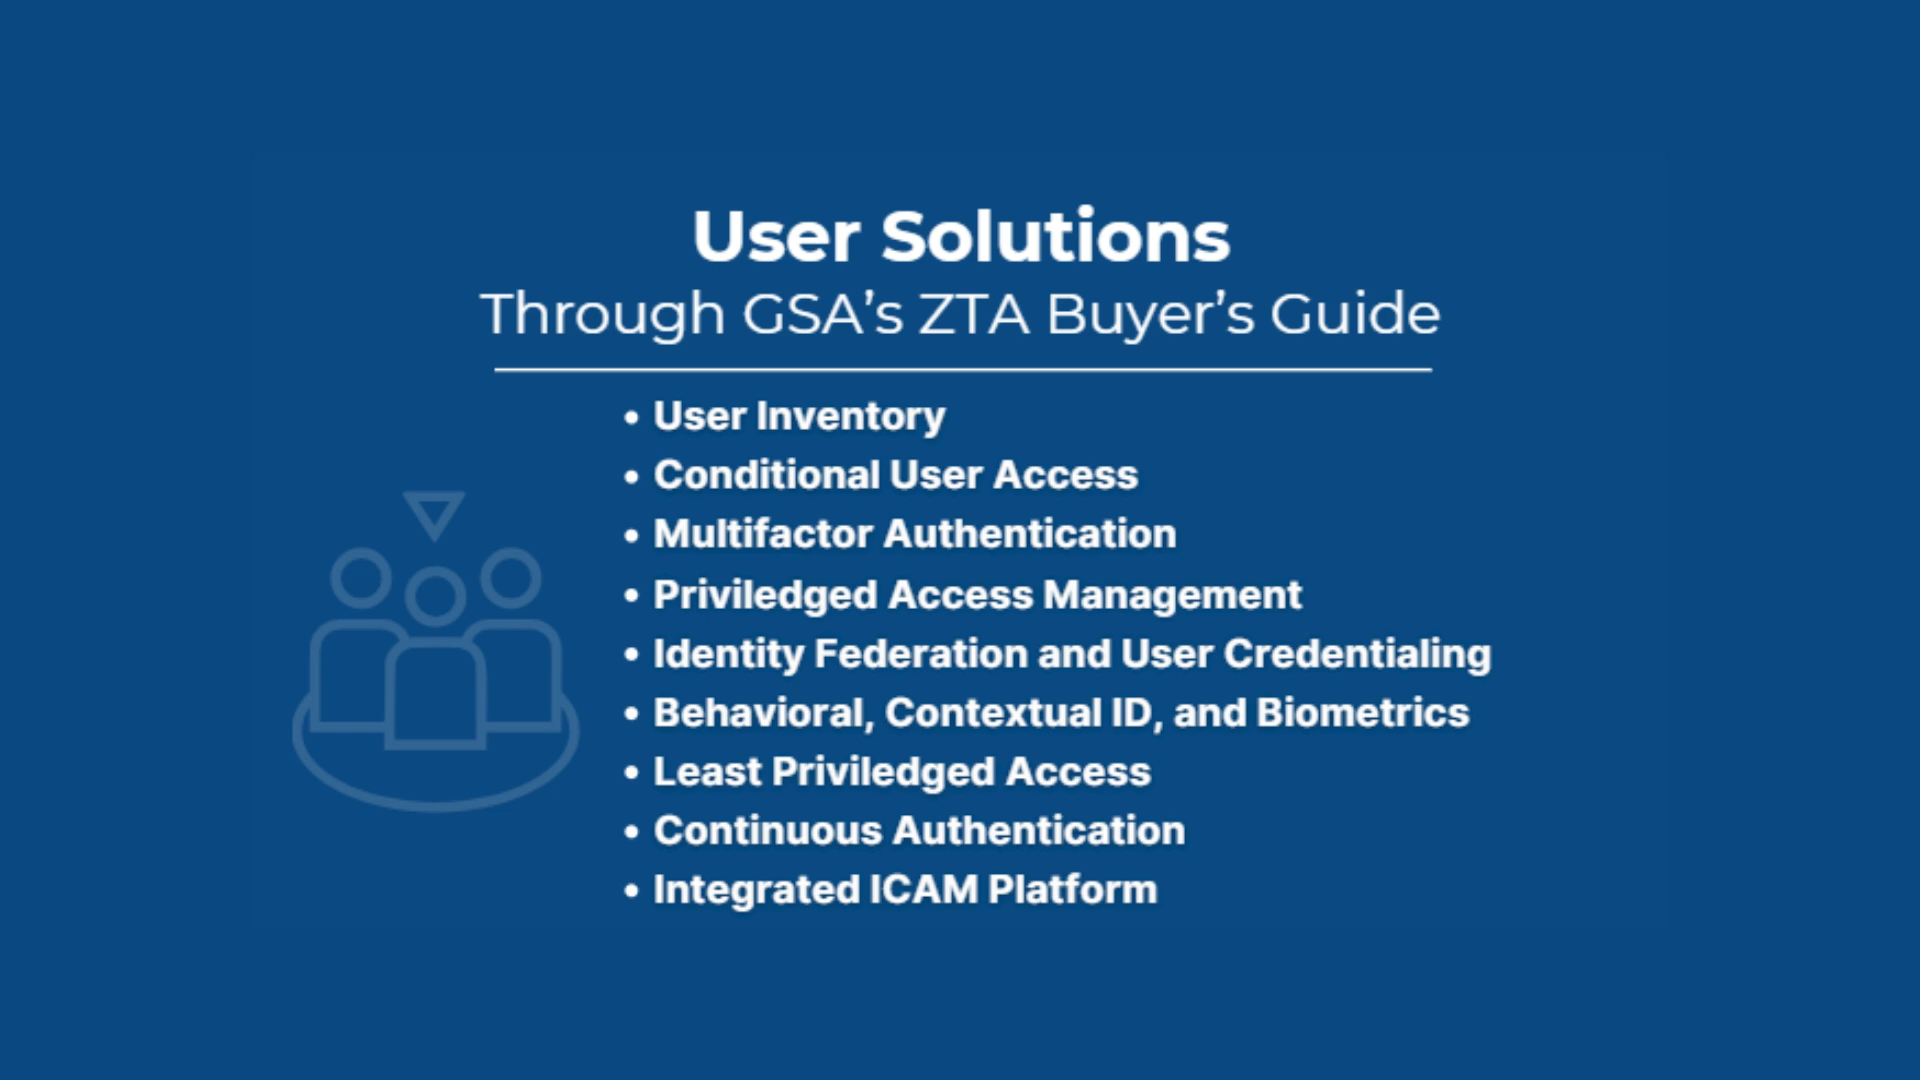 User Solutions
Through GSA’s ZTA Buyer’s Guide
• User Inventory
• Conditional User Access
• Multifactor Authentication
• Priviledged Access Management
• Identity Federation and User Credentialing
• Behavioral, Contextual ID, and Biometrics
• Least Priviledged Access
• Continuous Authentication
• Integrated ICAM Platform